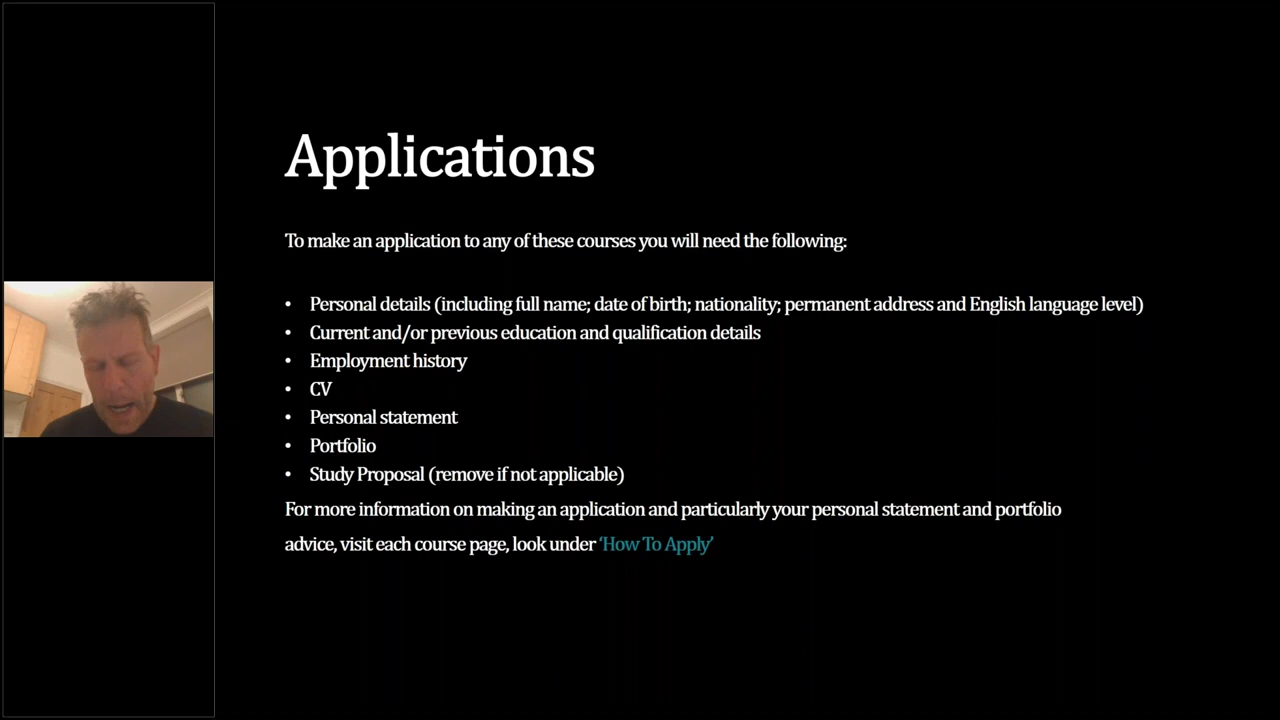 Applications
To make an application to any of these courses you will need the following:
• Personal details (including full name; date of birth; nationality; permanent address and English language level)
• Current and/or previous education and qualification details
• Employment history
• CV
• Personal statement
• Portfolio
• Study Proposal (remove if not applicable)
For more information on making an application and particularly your personal statement and portfolio
advice, visit each course page, look under ‘How To Apply’